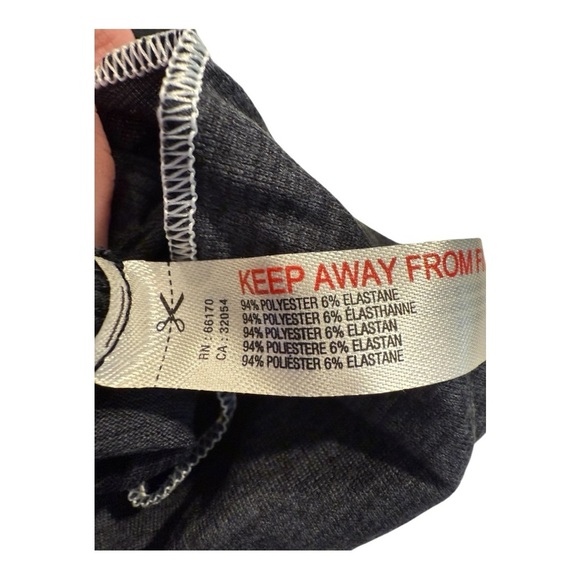 KEEP AWAY FROM
94% POLYESTER 6% ELASTANE
94% POLYESTER 6% ÉLASTHANNE
94% POLYESTER 6% ELASTAN
94% POLIESTERE 6% ELASTAN
94% POLIÉSTER 6% ELASTANE
RN : 66170
CA : 32054